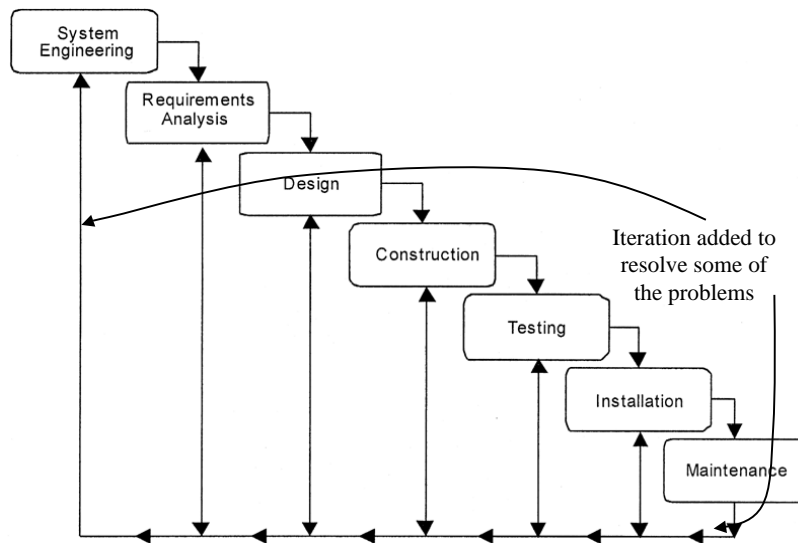 System
Engineering
Requirements
Analysis
Design
Construction
Testing
Installation
Maintenance
Iteration added to
resolve some of
the problems